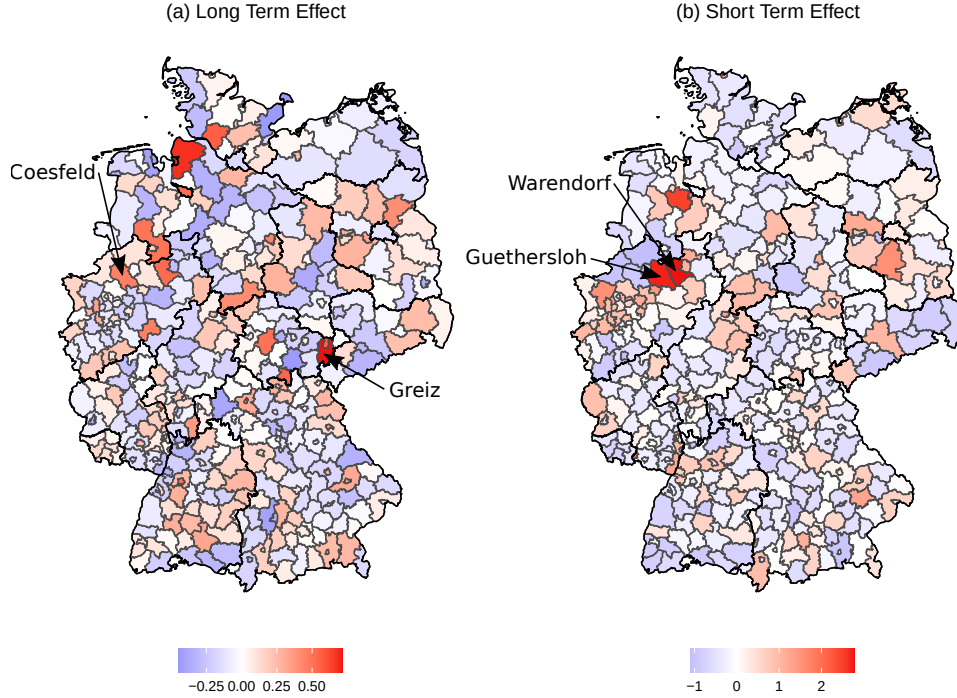 (a) Long Term Effect
(b) Short Term Effect
Coesfeld
Warendorf
Guethersloh
Greiz
−0.25 0.00 0.25 0.50
−1 0 1 2